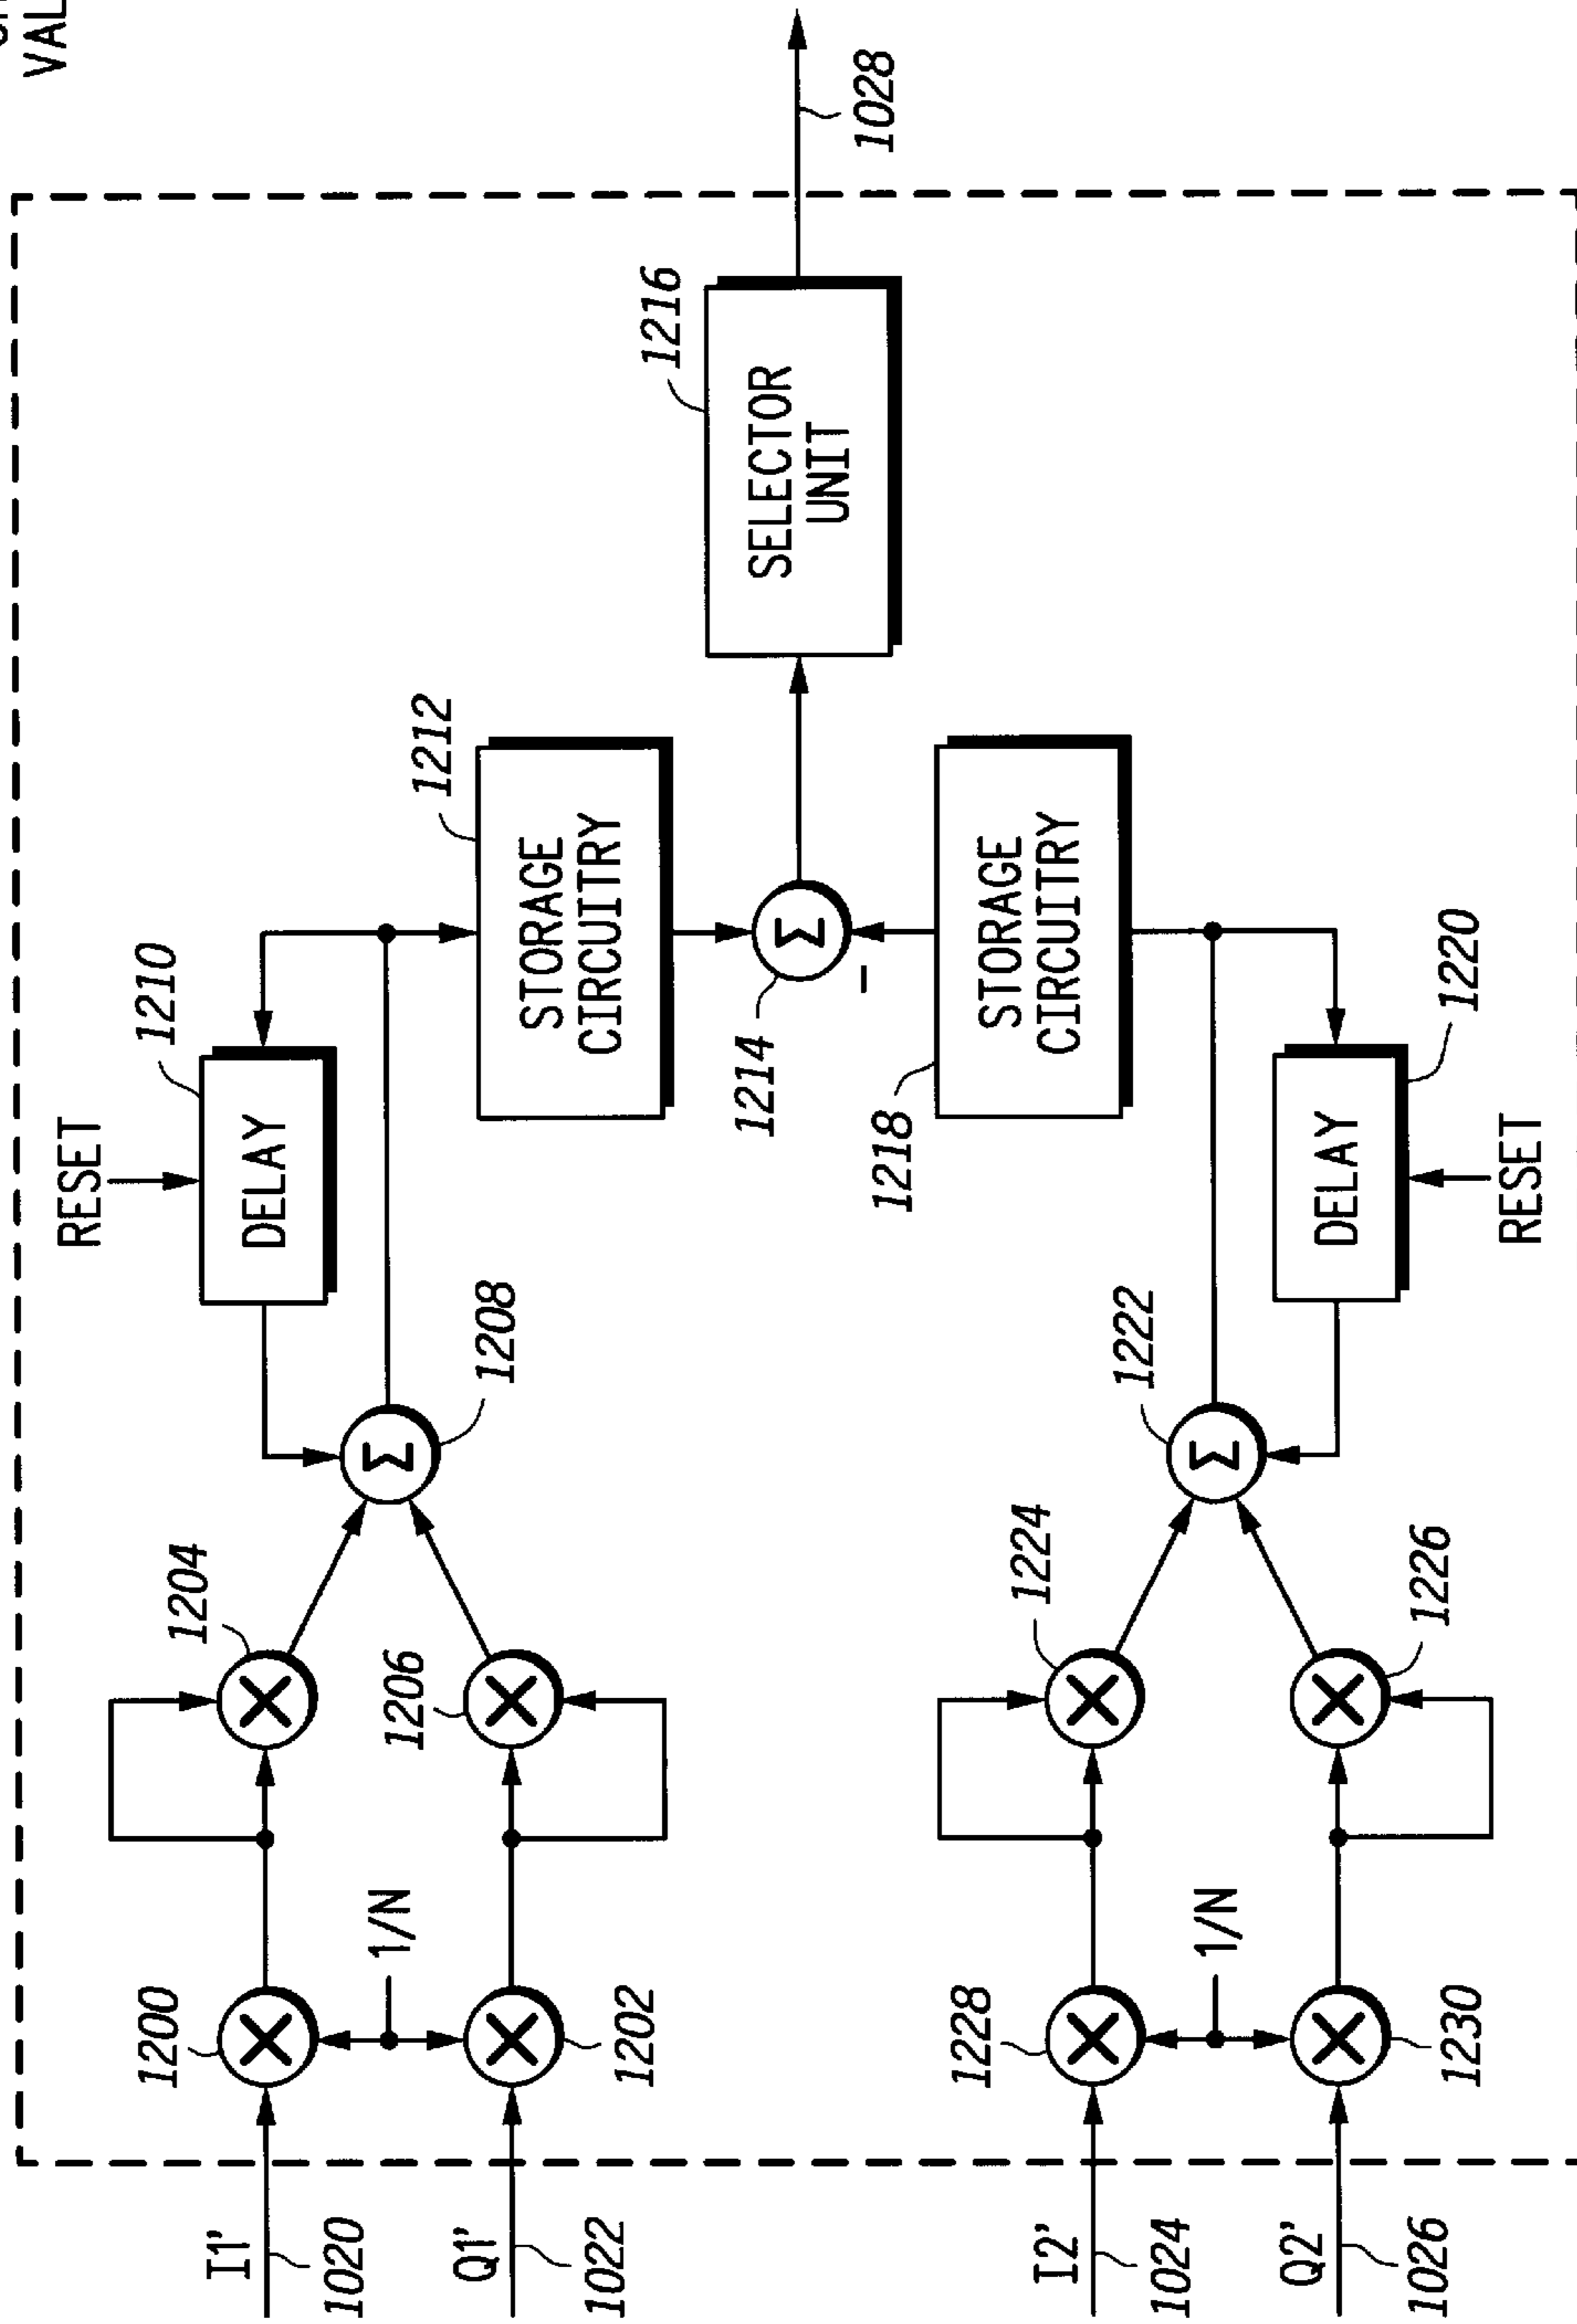 VAL
1028
1216
SELECTOR
UNIT
1212
STORAGE
CIRCUITRY
Σ
1214
–
STORAGE
CIRCUITRY
1218
1210
RESET
DELAY
1220
RESET
DELAY
1208
Σ
1222
Σ
1204
1206
1224
1226
1/N
1/N
1200
1202
1228
1230
I1'
1020
Q1'
1022
I2'
1024
Q2'
1026